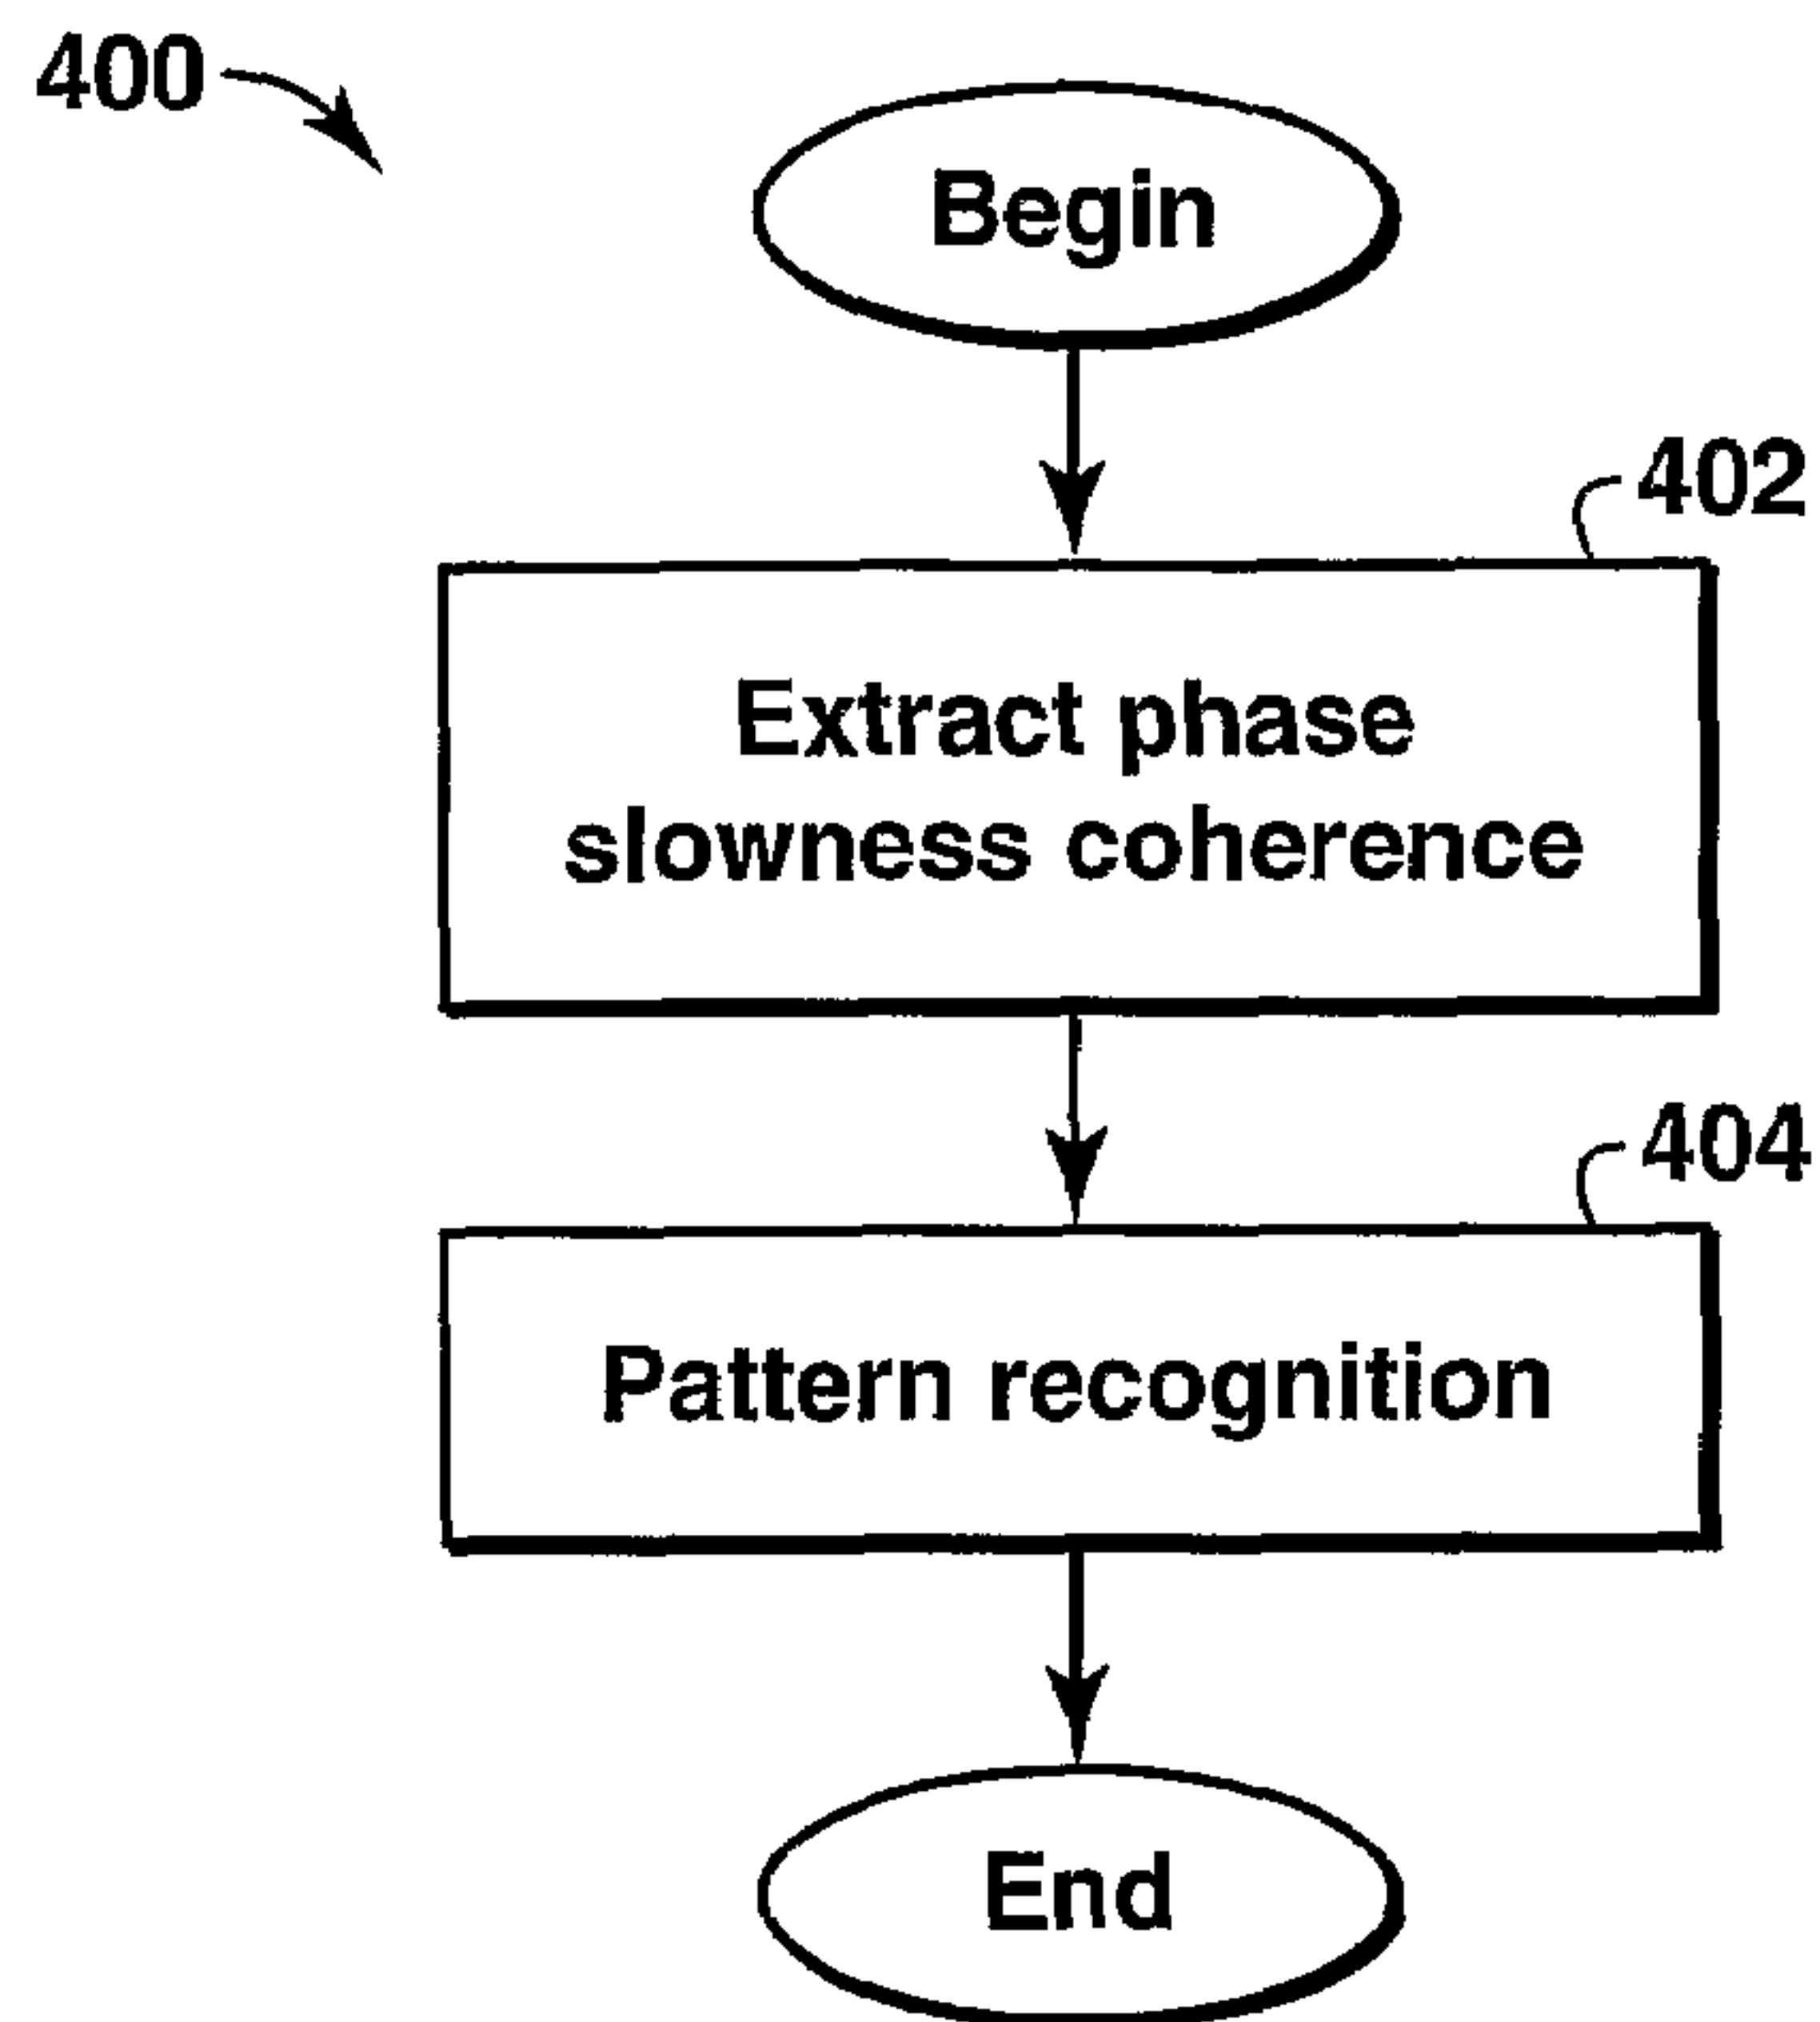 400
Begin
402
Extract phase
slowness coherence
404
Pattern recognition
End